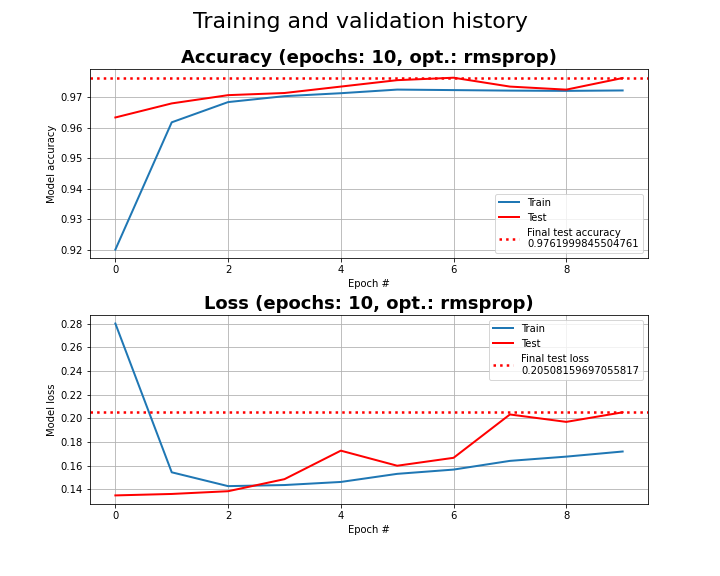 Training and validation history
Accuracy (epochs: 10, opt.: rmsprop)
0.97
0.96
0.95
0.94
0.93
0.92
Model accuracy
Train
Test
Final test accuracy
0.9761999845504761
0
2
4
6
8
Epoch #
Loss (epochs: 10, opt.: rmsprop)
0.28
0.26
0.24
0.22
0.20
0.18
0.16
0.14
Model loss
Train
Test
Final test loss
0.20508159697055817
0
2
4
6
8
Epoch #